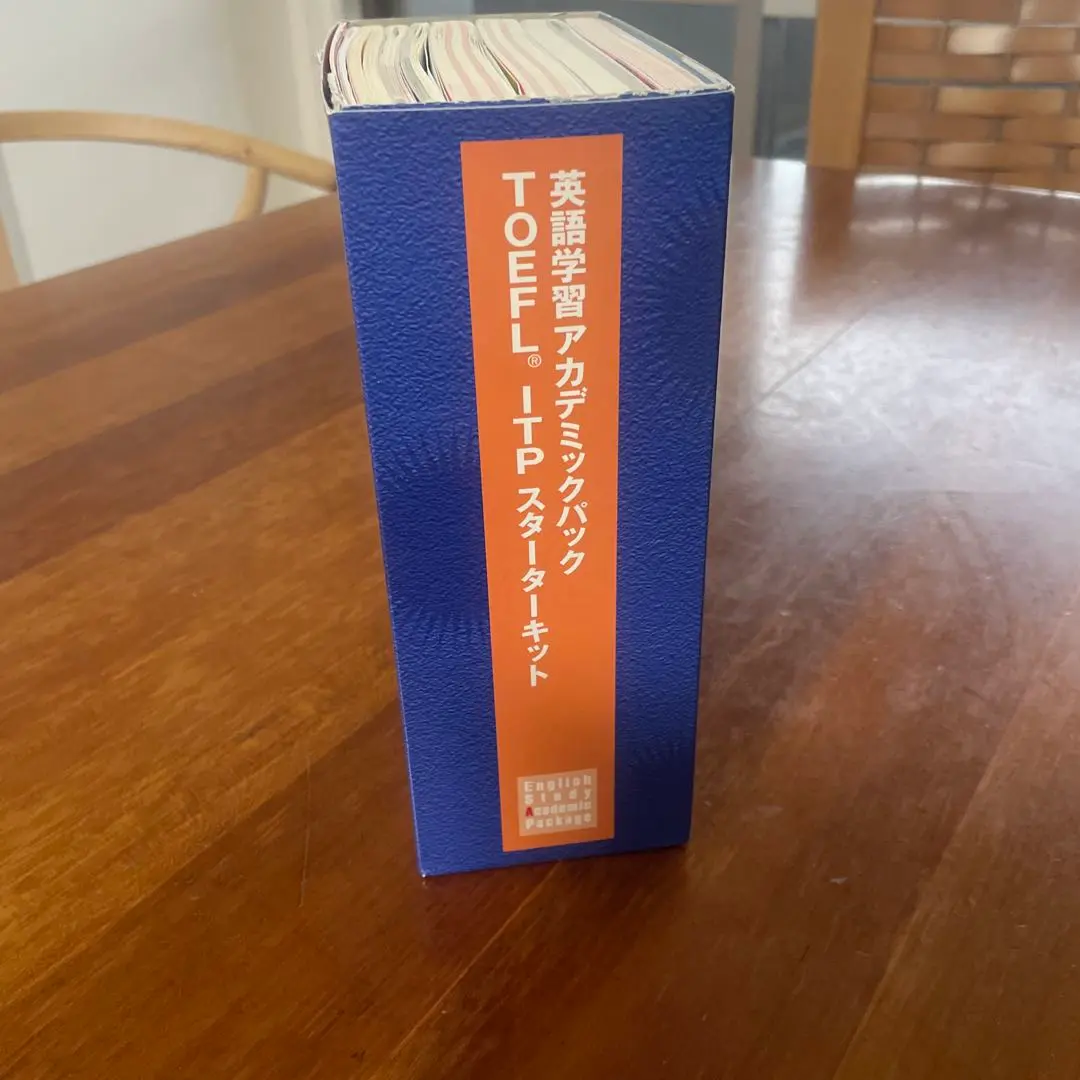 英語学習アカデミックパック
TOEFL® ITP スターターキット
English
Study
Academic
Package